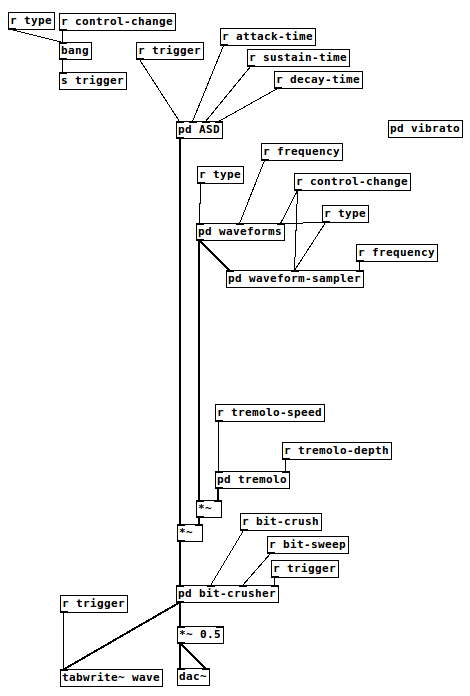 r type
r control-change
bang
s trigger
r trigger
r attack-time
r sustain-time
r decay-time
pd ASD
pd vibrato
r frequency
r type
r control-change
r type
pd waveforms
r frequency
pd waveform-sampler
r tremolo-speed
r tremolo-depth
pd tremolo
*~
r bit-crush
*~
r bit-sweep
r trigger
pd bit-crusher
r trigger
*~ 0.5
tabwrite~ wave
dac~